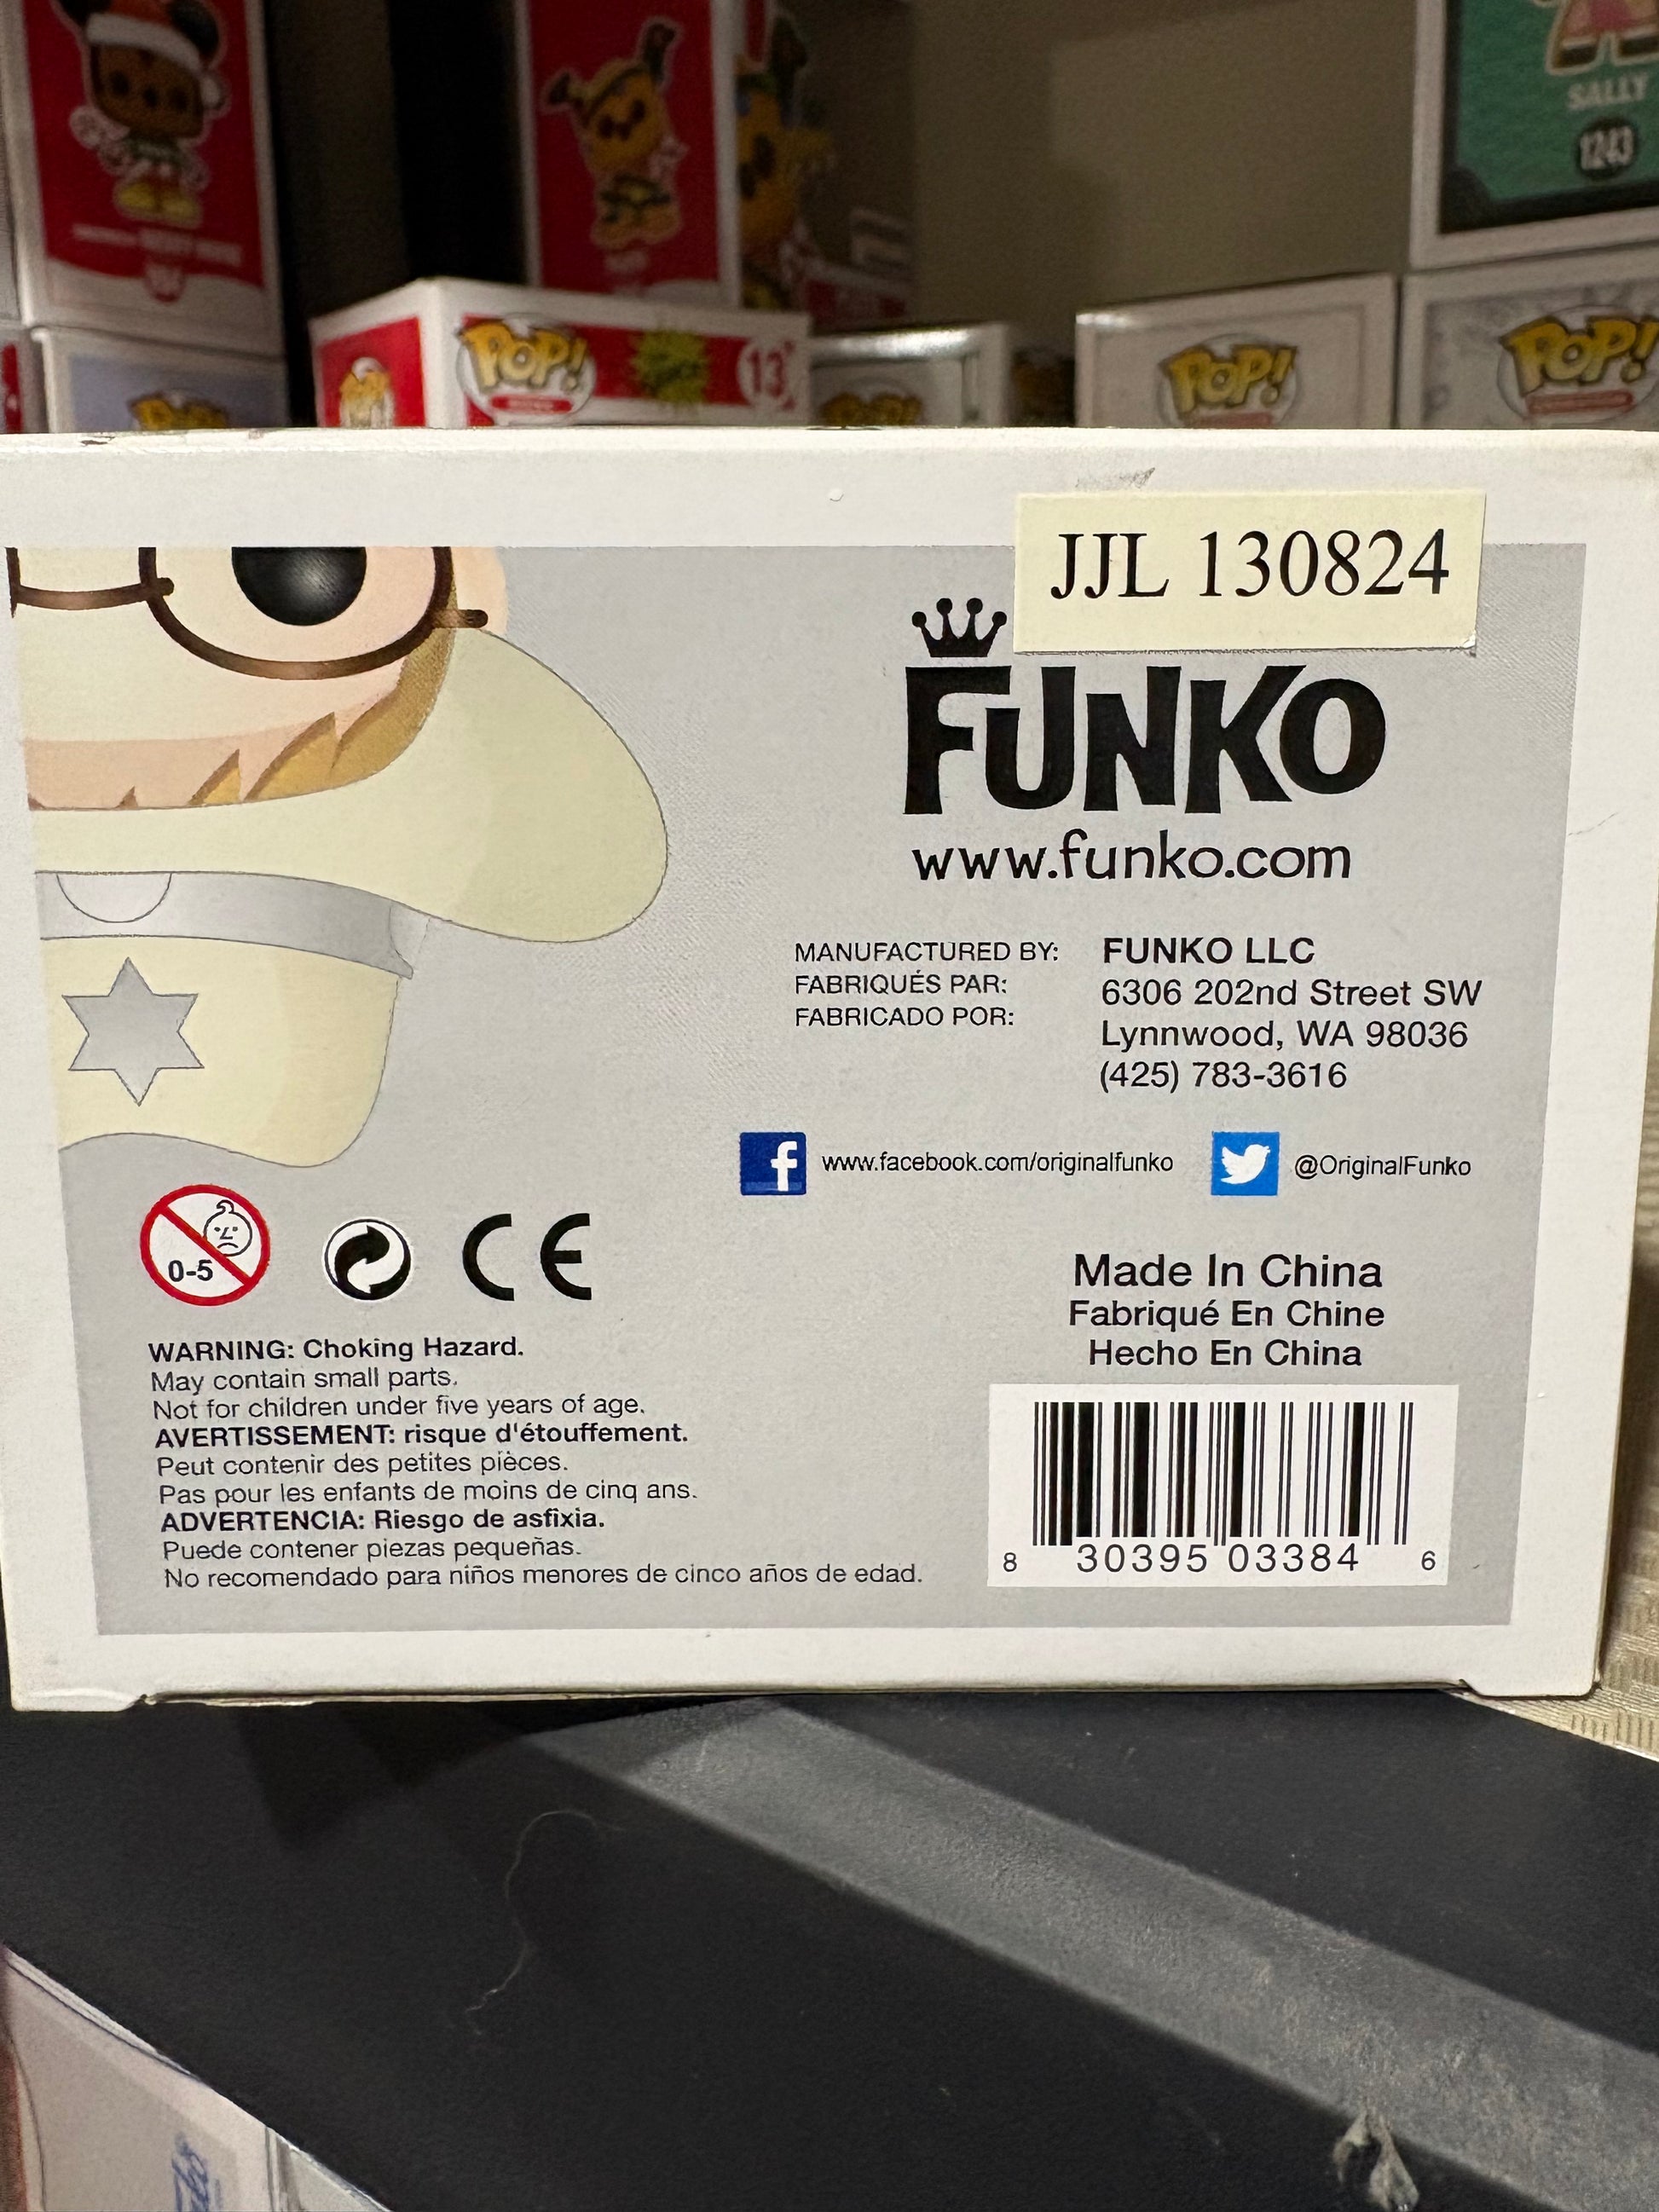 SALLY
1243
POP!
13
POP!
POP!
JJL 130824
FUNKO
www.funko.com
MANUFACTURED BY: FUNKO LLC
FABRIQUÉS PAR: 6306 202nd Street SW
FABRICADO POR: Lynnwood, WA 98036
(425) 783-3616
f www.facebook.com/originalfunko @OriginalFunko
0-5 CE
Made In China
Fabriqué En Chine
Hecho En China
WARNING: Choking Hazard.
May contain small parts.
Not for children under five years of age.
AVERTISSEMENT: risque d'étouffement.
Peut contenir des petites pièces.
Pas pour les enfants de moins de cinq ans.
ADVERTENCIA: Riesgo de asfixia.
Puede contener piezas pequeñas.
No recomendado para niños menores de cinco años de edad.
8 30395 03384 6